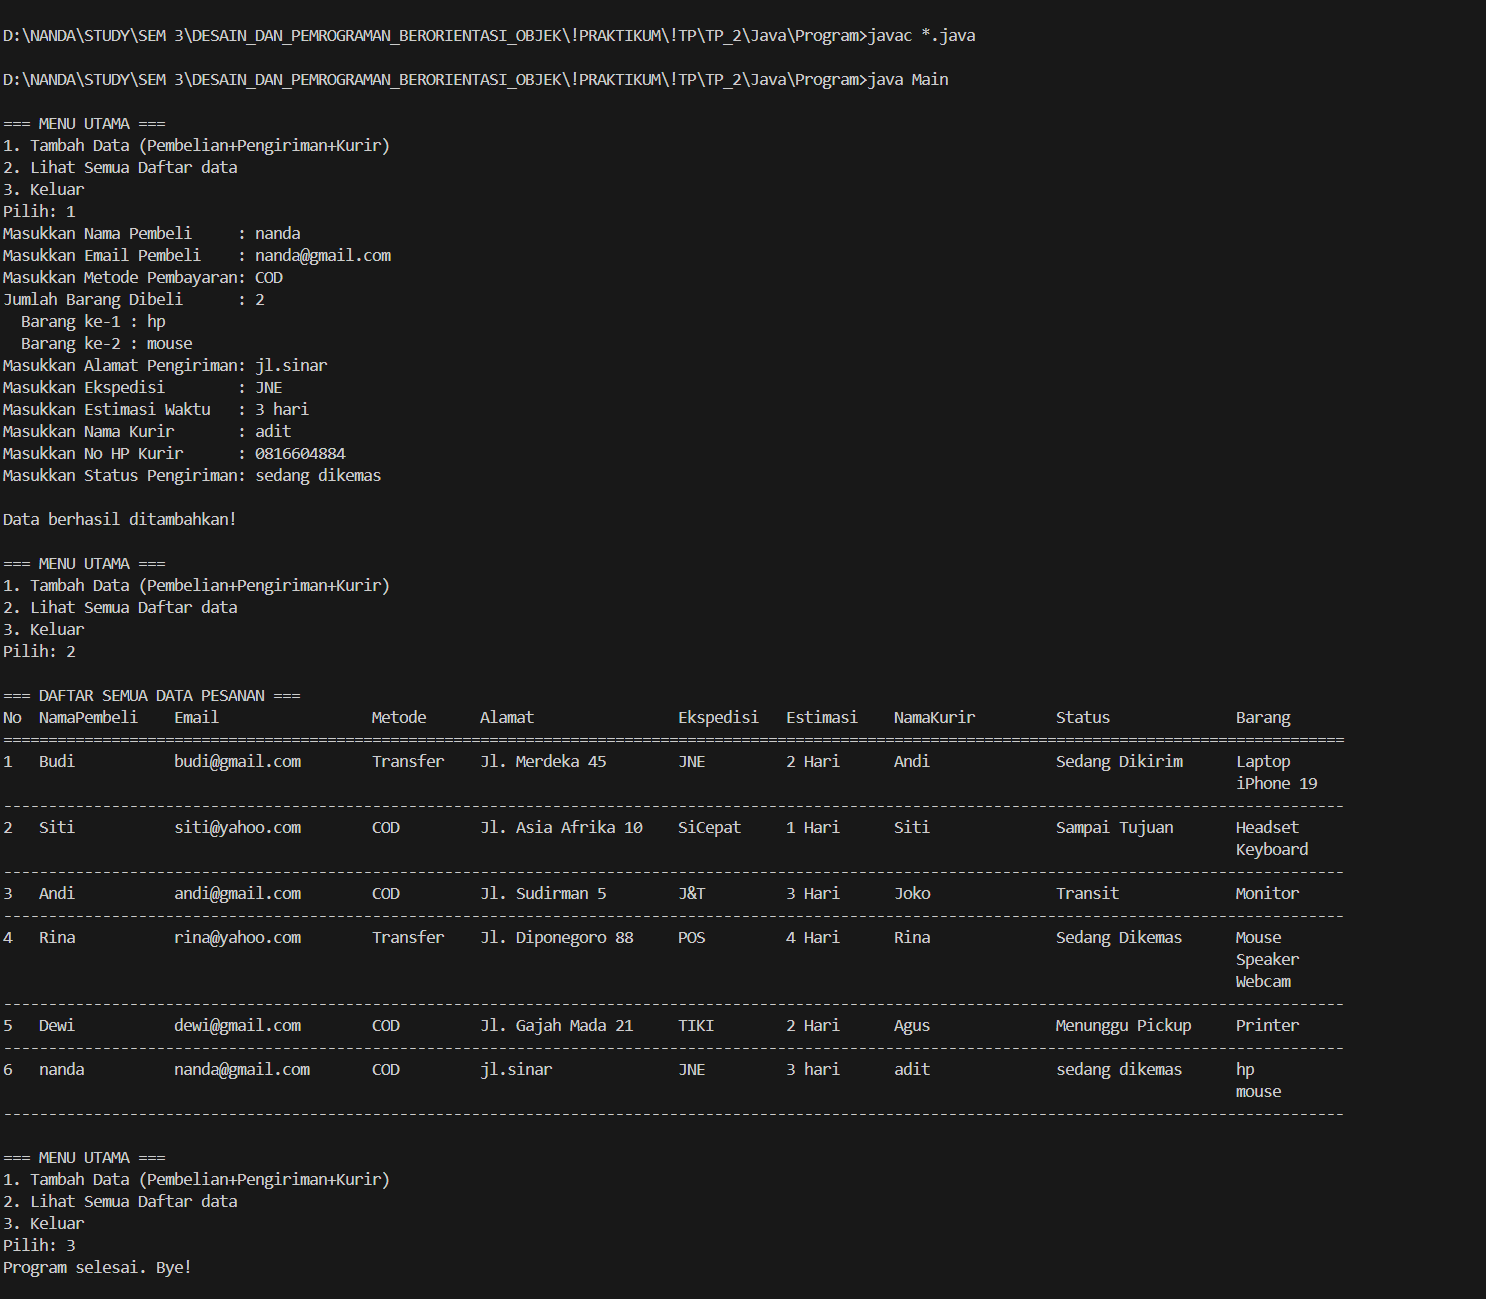 D:\NANDA\STUDY\SEM 3\DESAIN_DAN_PEMROGRAMAN_BERORIENTASI_OBJEK\!PRAKTIKUM\!TP\TP_2\Java\Program>javac *.java
D:\NANDA\STUDY\SEM 3\DESAIN_DAN_PEMROGRAMAN_BERORIENTASI_OBJEK\!PRAKTIKUM\!TP\TP_2\Java\Program>java Main
=== MENU UTAMA ===
1. Tambah Data (Pembelian+Pengiriman+Kurir)
2. Lihat Semua Daftar data
3. Keluar
Pilih: 1
Masukkan Nama Pembeli     : nanda
Masukkan Email Pembeli    : nanda@gmail.com
Masukkan Metode Pembayaran: COD
Jumlah Barang Dibeli      : 2
  Barang ke-1 : hp
  Barang ke-2 : mouse
Masukkan Alamat Pengiriman: jl.sinar
Masukkan Ekspedisi        : JNE
Masukkan Estimasi Waktu   : 3 hari
Masukkan Nama Kurir       : adit
Masukkan No HP Kurir      : 0816604884
Masukkan Status Pengiriman: sedang dikemas
Data berhasil ditambahkan!
=== MENU UTAMA ===
1. Tambah Data (Pembelian+Pengiriman+Kurir)
2. Lihat Semua Daftar data
3. Keluar
Pilih: 2
=== DAFTAR SEMUA DATA PESANAN ===
No  NamaPembeli    Email                 Metode      Alamat                Ekspedisi   Estimasi    NamaKurir         Status              Barang
=====================================================================================================================================================
1   Budi           budi@gmail.com        Transfer    Jl. Merdeka 45        JNE         2 Hari      Andi              Sedang Dikirim      Laptop
                                                                                                                                         iPhone 19
-----------------------------------------------------------------------------------------------------------------------------------------------------
2   Siti           siti@yahoo.com        COD         Jl. Asia Afrika 10    SiCepat     1 Hari      Siti              Sampai Tujuan       Headset
                                                                                                                                         Keyboard
-----------------------------------------------------------------------------------------------------------------------------------------------------
3   Andi           andi@gmail.com        COD         Jl. Sudirman 5        J&T         3 Hari      Joko              Transit             Monitor
-----------------------------------------------------------------------------------------------------------------------------------------------------
4   Rina           rina@yahoo.com        Transfer    Jl. Diponegoro 88     POS         4 Hari      Rina              Sedang Dikemas      Mouse
                                                                                                                                         Speaker
                                                                                                                                         Webcam
-----------------------------------------------------------------------------------------------------------------------------------------------------
5   Dewi           dewi@gmail.com        COD         Jl. Gajah Mada 21     TIKI        2 Hari      Agus              Menunggu Pickup     Printer
-----------------------------------------------------------------------------------------------------------------------------------------------------
6   nanda          nanda@gmail.com       COD         jl.sinar              JNE         3 hari      adit              sedang dikemas      hp
                                                                                                                                         mouse
-----------------------------------------------------------------------------------------------------------------------------------------------------
=== MENU UTAMA ===
1. Tambah Data (Pembelian+Pengiriman+Kurir)
2. Lihat Semua Daftar data
3. Keluar
Pilih: 3
Program selesai. Bye!